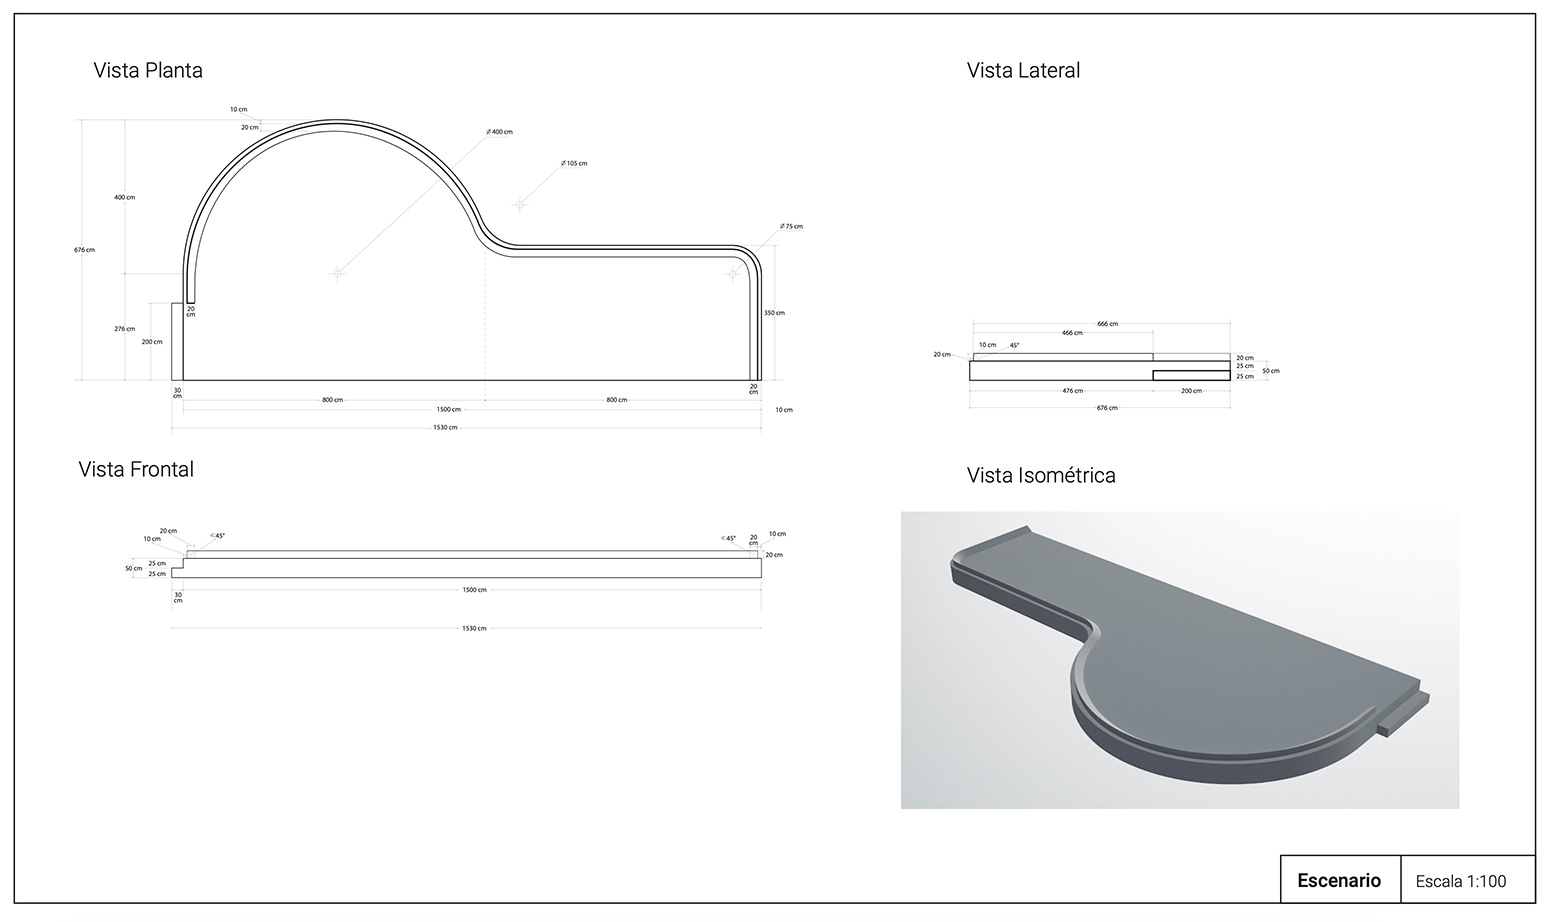 Vista Planta
10 cm
20 cm
Ø 400 cm
Ø 105 cm
400 cm
Ø 75 cm
676 cm
20
cm
350 cm
276 cm
200 cm
30
cm
20
cm
800 cm
800 cm
1500 cm
10 cm
1530 cm
Vista Lateral
666 cm
466 cm
10 cm
45°
20 cm
20 cm
25 cm
50 cm
25 cm
476 cm
200 cm
676 cm
Vista Frontal
20 cm
<45°
10 cm
<45°
20
cm
10 cm
20 cm
25 cm
50 cm
25 cm
30
cm
1500 cm
1530 cm
Vista Isométrica
Escenario
Escala 1:100